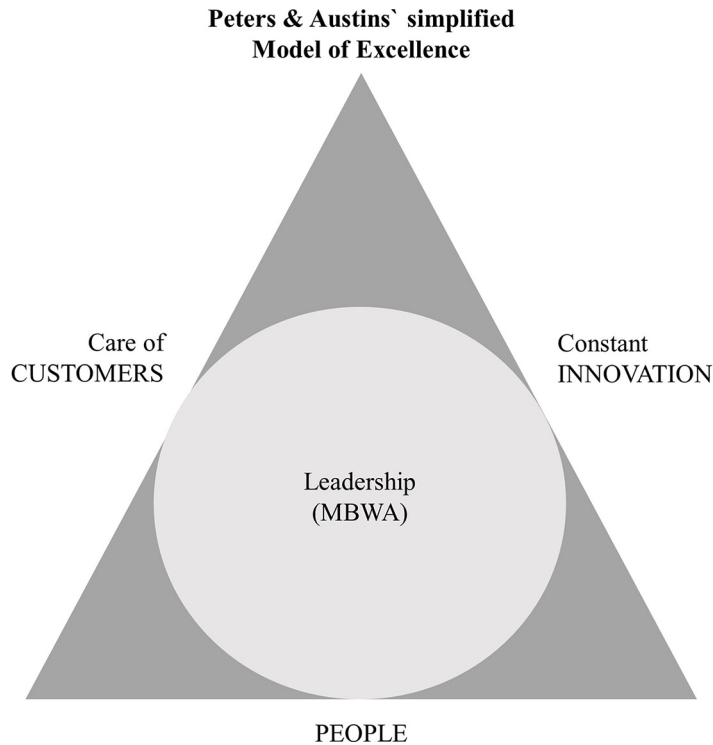 Peters & Austins` simplified
Model of Excellence
Care of
CUSTOMERS
Constant
INNOVATION
Leadership
(MBWA)
PEOPLE